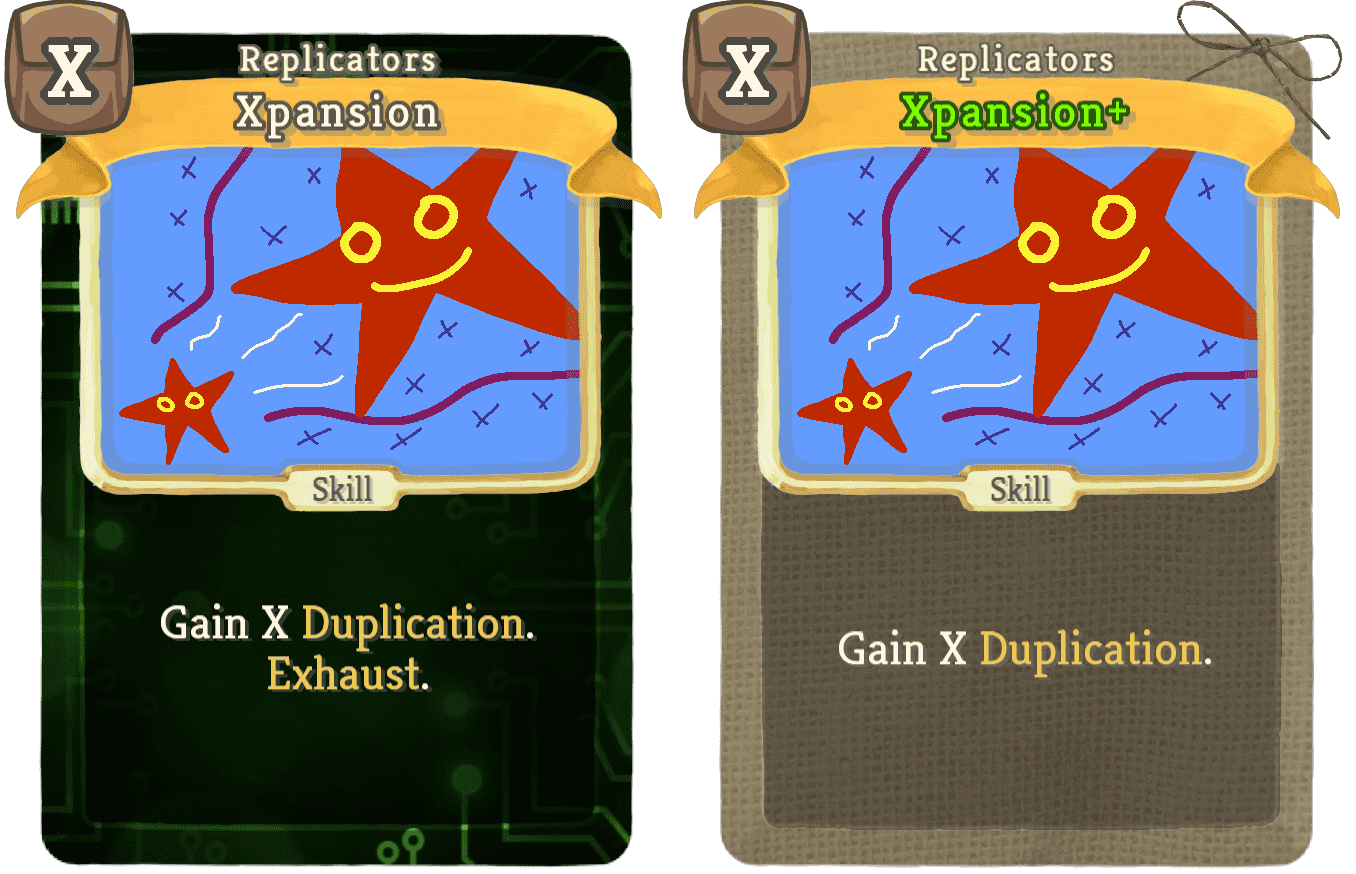 X
Replicators
Xpansion
Skill
Gain X Duplication.
Exhaust.
X
Replicators
Xpansion+
Skill
Gain X Duplication.